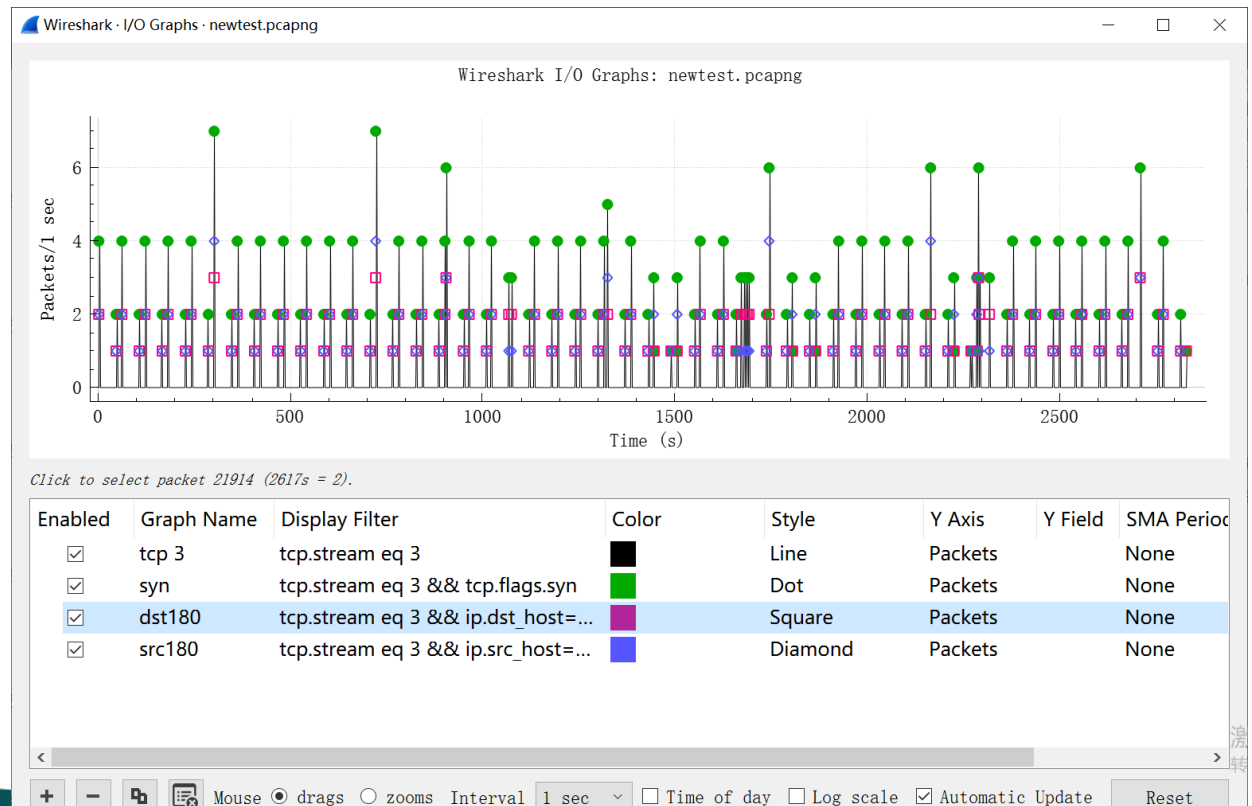 Wireshark · I/O Graphs · newtest.pcapng
Wireshark I/O Graphs: newtest.pcapng
Packets/1 sec
6
4
2
0
0 500 1000 1500 2000 2500
Time (s)
Click to select packet 21914 (2617s = 2).
Enabled Graph Name Display Filter Color Style Y Axis Y Field SMA Period
tcp 3 tcp.stream eq 3 Line Packets None
syn tcp.stream eq 3 && tcp.flags.syn Dot Packets None
dst180 tcp.stream eq 3 && ip.dst_host=... Square Packets None
src180 tcp.stream eq 3 && ip.src_host=... Diamond Packets None
激
转
+ − Mouse drags zooms Interval 1 sec Time of day Log scale Automatic Update Reset